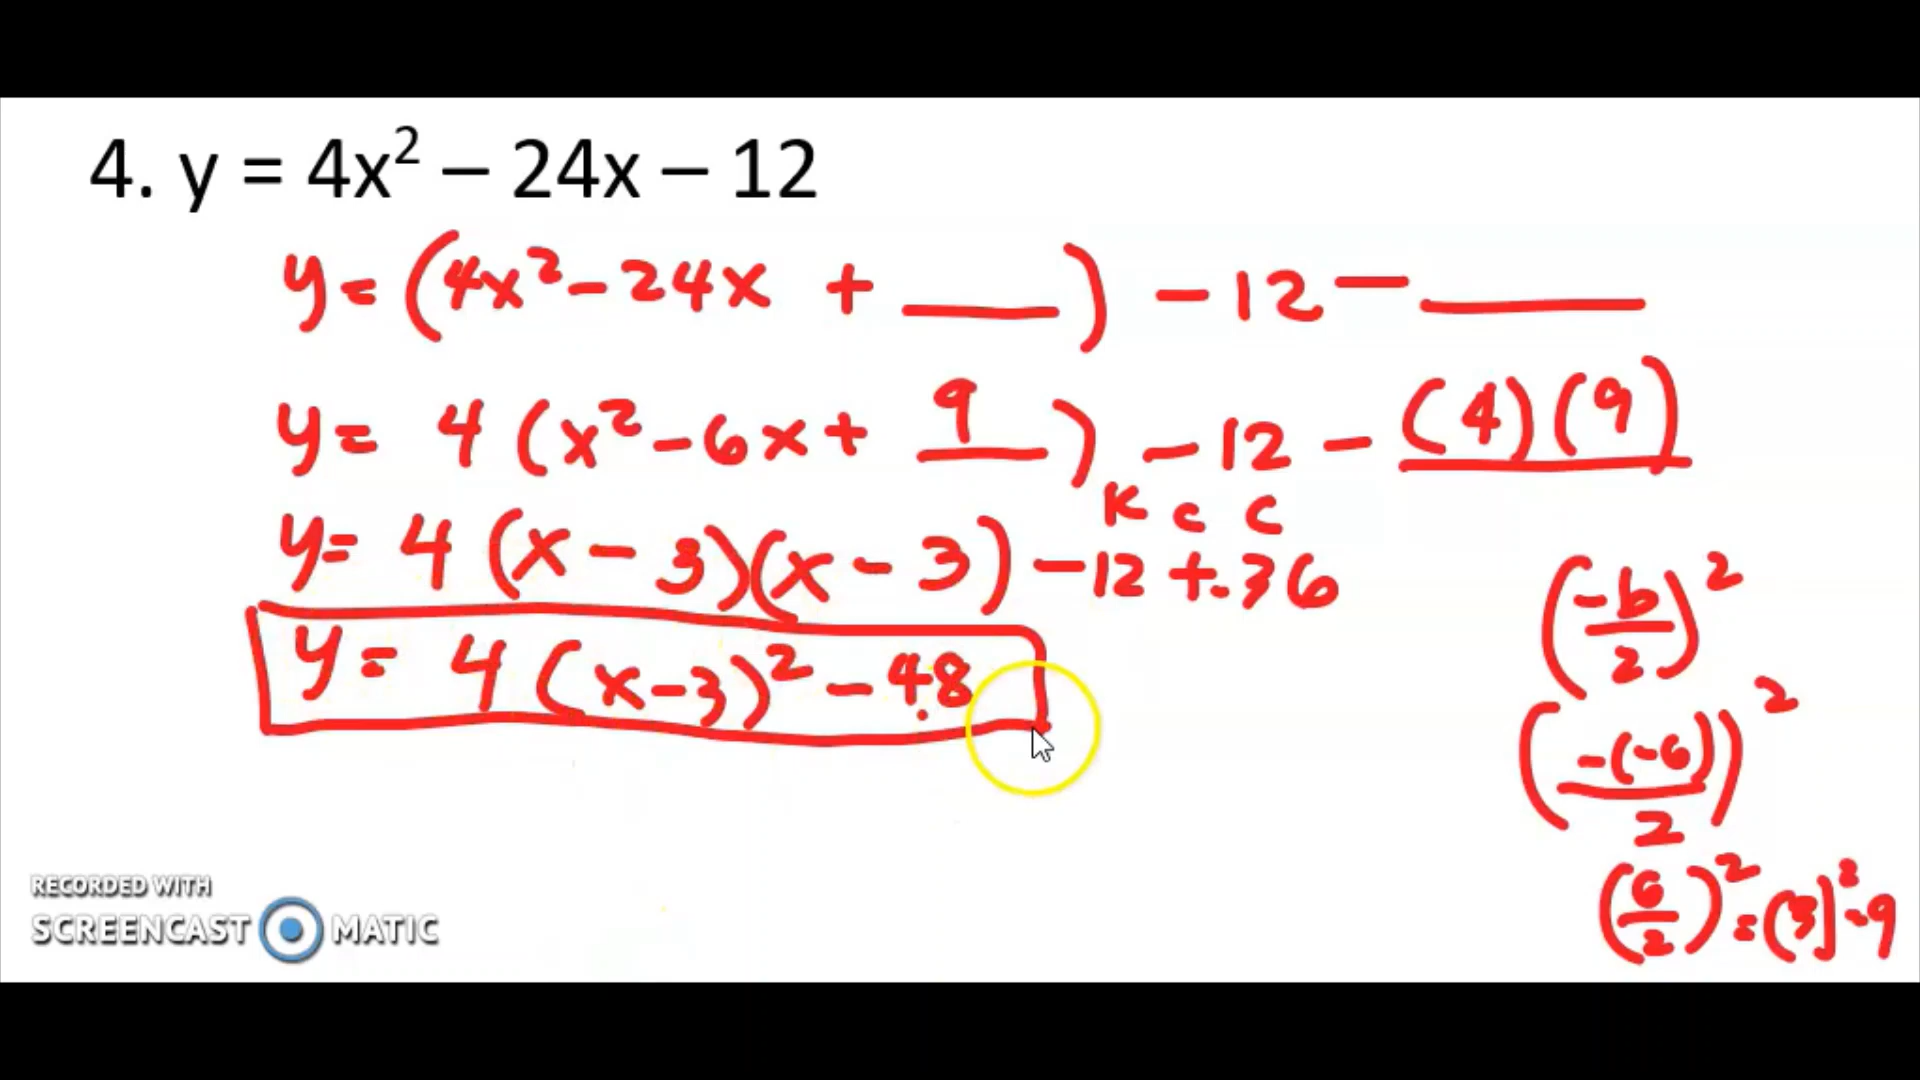 4. y = 4x² – 24x – 12
y = (4x² - 24x + ___) - 12 - ___
y = 4 (x² - 6x + 9) - 12 - (4)(9)
K C C
y = 4 (x - 3)(x - 3) - 12 + -36
y = 4 (x - 3)² - 48
(-b/2)²
(-(-6)/2)²
(6/2)² = (3)² = 9
RECORDED WITH
SCREENCAST MATIC